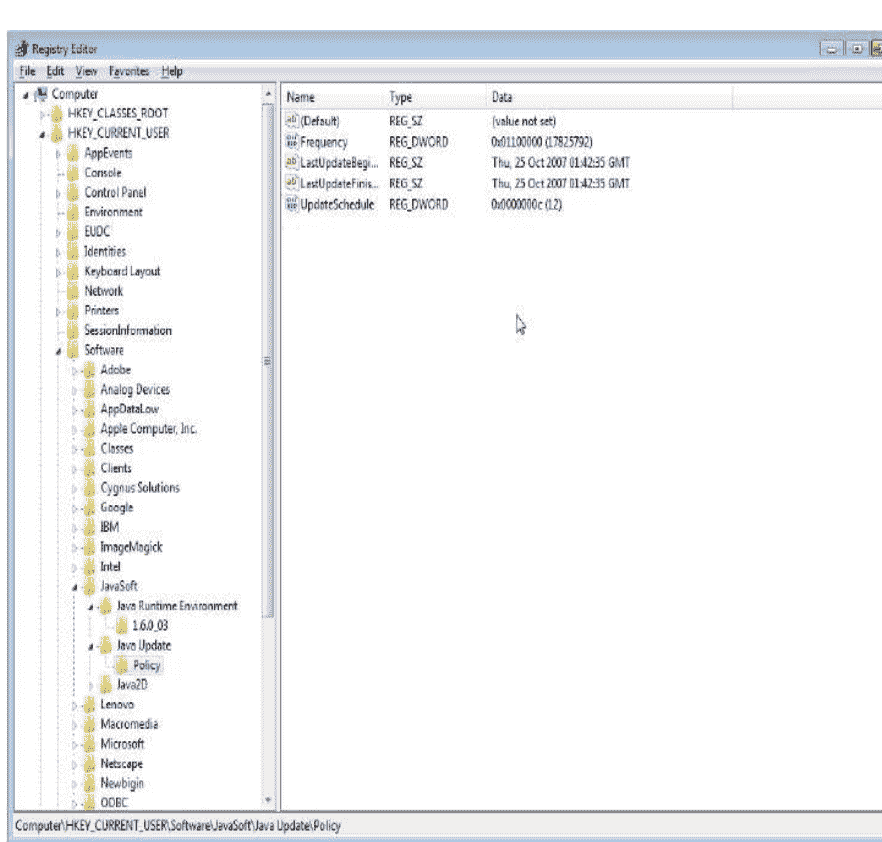 Registry Editor
File Edit View Favorites Help
Computer
HKEY_CLASSES_ROOT
HKEY_CURRENT_USER
AppEvents
Console
Control Panel
Environment
EUDC
Identities
Keyboard Layout
Network
Printers
SessionInformation
Software
Adobe
Analog Devices
AppDataLow
Apple Computer, Inc.
Classes
Clients
Cygnus Solutions
Google
IBM
ImageMagick
Intel
JavaSoft
Java Runtime Environment
1.6.0_03
Java Update
Policy
Java2D
Lenovo
Macromedia
Microsoft
Netscape
Newbigin
ODBC
Name Type Data
(Default) REG_SZ (value not set)
Frequency REG_DWORD 0x01100000 (17825792)
LastUpdateBegi... REG_SZ Thu, 25 Oct 2007 01:42:35 GMT
LastUpdateFinis... REG_SZ Thu, 25 Oct 2007 01:42:35 GMT
UpdateSchedule REG_DWORD 0x0000000c (12)
Computer\HKEY_CURRENT_USER\Software\JavaSoft\Java Update\Policy